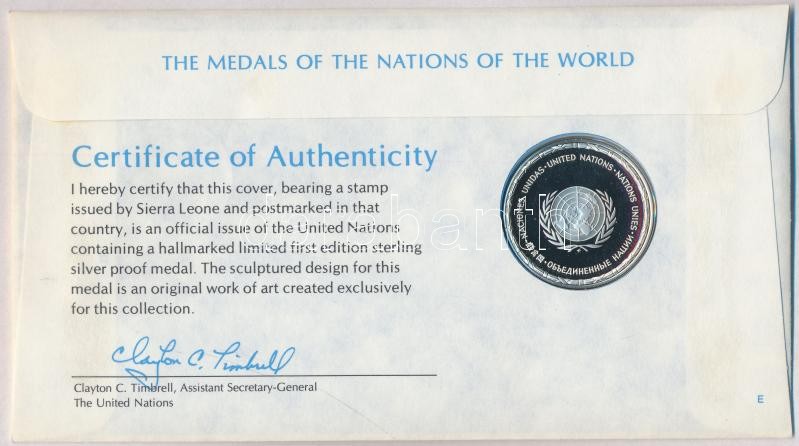 THE MEDALS OF THE NATIONS OF THE WORLD
Certificate of Authenticity
I hereby certify that this cover, bearing a stamp
issued by Sierra Leone and postmarked in that
country, is an official issue of the United Nations
containing a hallmarked limited first edition sterling
silver proof medal. The sculptured design for this
medal is an original work of art created exclusively
for this collection.
NACIONES UNIDAS · UNITED NATIONS · NATIONS UNIES · ОБЪЕДИНЕННЫЕ НАЦИИ ·
Clayton C. Timbrell
Clayton C. Timbrell, Assistant Secretary-General
The United Nations
E